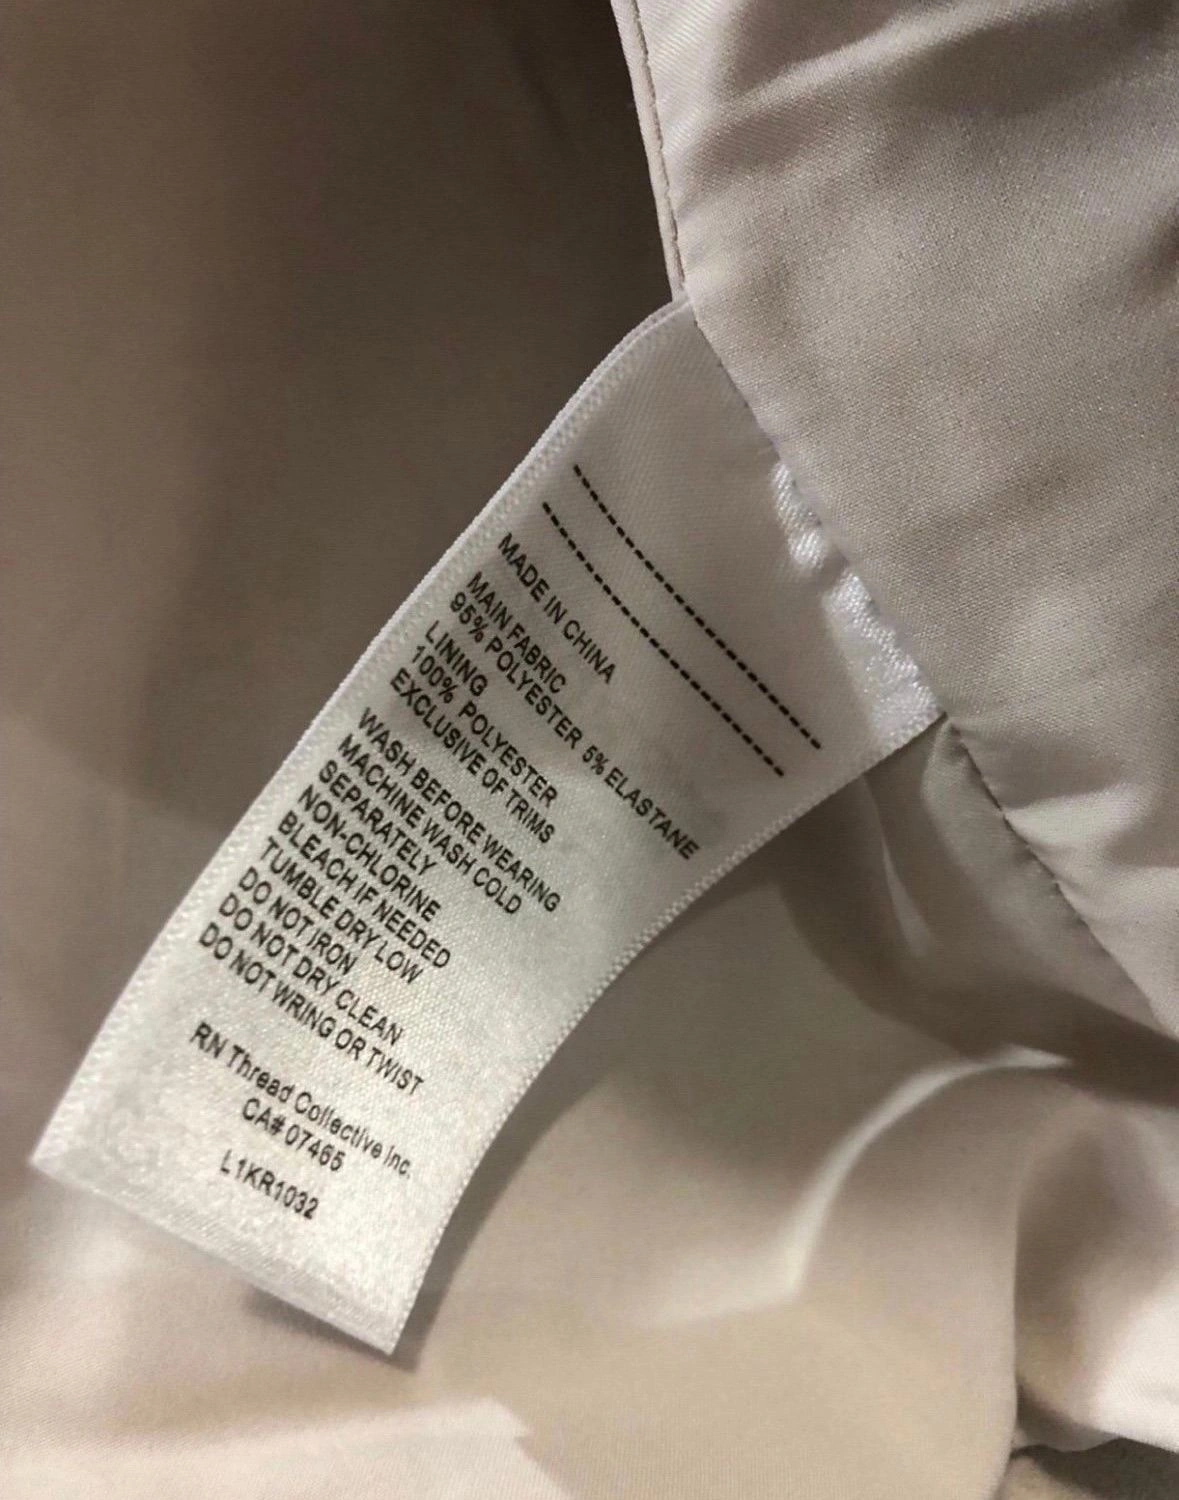 MADE IN CHINA
MAIN FABRIC
95% POLYESTER 5% ELASTANE
LINING
100% POLYESTER
EXCLUSIVE OF TRIMS
WASH BEFORE WEARING
MACHINE WASH COLD
SEPARATELY
NON-CHLORINE
BLEACH IF NEEDED
TUMBLE DRY LOW
DO NOT IRON
DO NOT DRY CLEAN
DO NOT WRING OR TWIST
RN Thread Collective Inc.
CA# 07465
L1KR1032